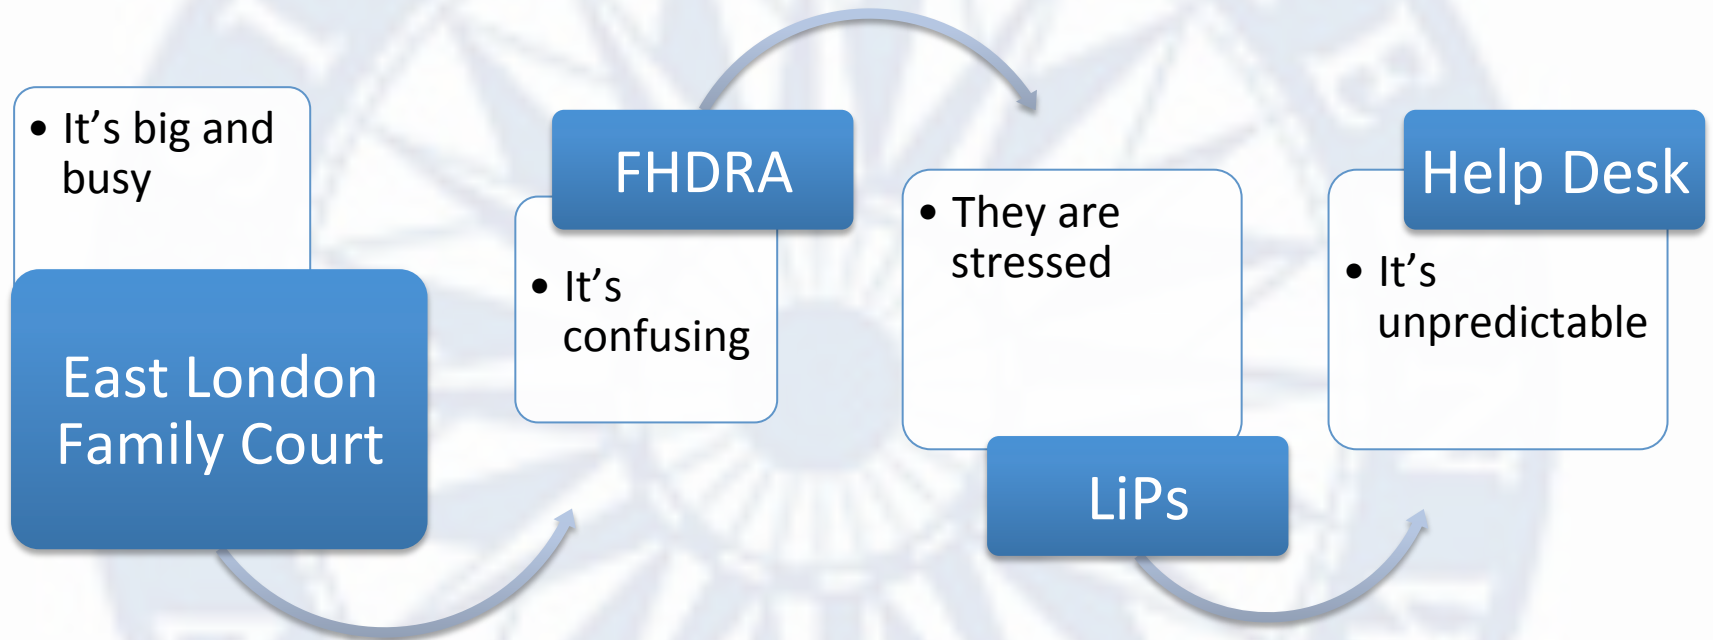 • It’s big and
busy
East London
Family Court
FHDRA
• It’s
confusing
• They are
stressed
LiPs
Help Desk
• It’s
unpredictable